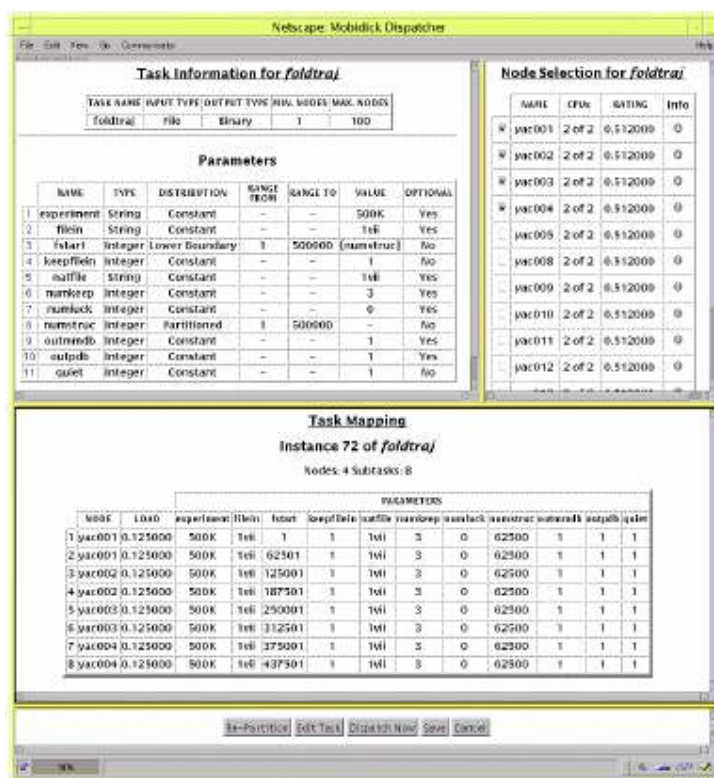 Netscape: Mobidick Dispatcher
File Edit View Go Communicator Help
Task Information for foldtraj
TASK NAME INPUT TYPE OUTPUT TYPE MIN. NODES MAX. NODES
foldtraj File Binary 1 100
Parameters
NAME TYPE DISTRIBUTION RANGE FROM RANGE TO VALUE OPTIONAL
1 experiment String Constant - - 500K Yes
2 filein String Constant - - 1vii Yes
3 fstart Integer Lower Boundary 1 500000 (numstruc) No
4 keepfilein Integer Constant - - 1 No
5 natfile String Constant - - 1vii Yes
6 numkeep Integer Constant - - 3 Yes
7 numluck Integer Constant - - 0 Yes
8 numstruc Integer Partitioned 1 500000 - No
9 outmmdb Integer Constant - - 1 Yes
10 outpdb Integer Constant - - 1 Yes
11 quiet Integer Constant - - 1 No
Node Selection for foldtraj
NAME CPUs RATING Info
yac001 2 of 2 0.512000
yac002 2 of 2 0.512000
yac003 2 of 2 0.512000
yac004 2 of 2 0.512000
yac005 2 of 2 0.512000
yac008 2 of 2 0.512000
yac009 2 of 2 0.512000
yac010 2 of 2 0.512000
yac011 2 of 2 0.512000
yac012 2 of 2 0.512000
Task Mapping
Instance 72 of foldtraj
Nodes: 4 Subtasks: 8
PARAMETERS
NODE LOAD experiment filein fstart keepfilein natfile numkeep numluck numstruc outmmdb outpdb quiet
1 yac001 0.125000 500K 1vii 1 1 1vii 3 0 62500 1 1 1
2 yac001 0.125000 500K 1vii 62501 1 1vii 3 0 62500 1 1 1
3 yac002 0.125000 500K 1vii 125001 1 1vii 3 0 62500 1 1 1
4 yac002 0.125000 500K 1vii 187501 1 1vii 3 0 62500 1 1 1
5 yac003 0.125000 500K 1vii 250001 1 1vii 3 0 62500 1 1 1
6 yac003 0.125000 500K 1vii 312501 1 1vii 3 0 62500 1 1 1
7 yac004 0.125000 500K 1vii 375001 1 1vii 3 0 62500 1 1 1
8 yac004 0.125000 500K 1vii 437501 1 1vii 3 0 62500 1 1 1
Re-Partition Edit Task Dispatch Now Save Cancel